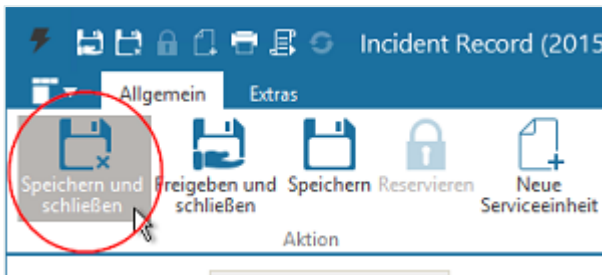 Incident Record (2015
Allgemein Extras
Speichern und schließen
Freigeben und schließen
Speichern
Reservieren
Neue Serviceeinheit
Aktion